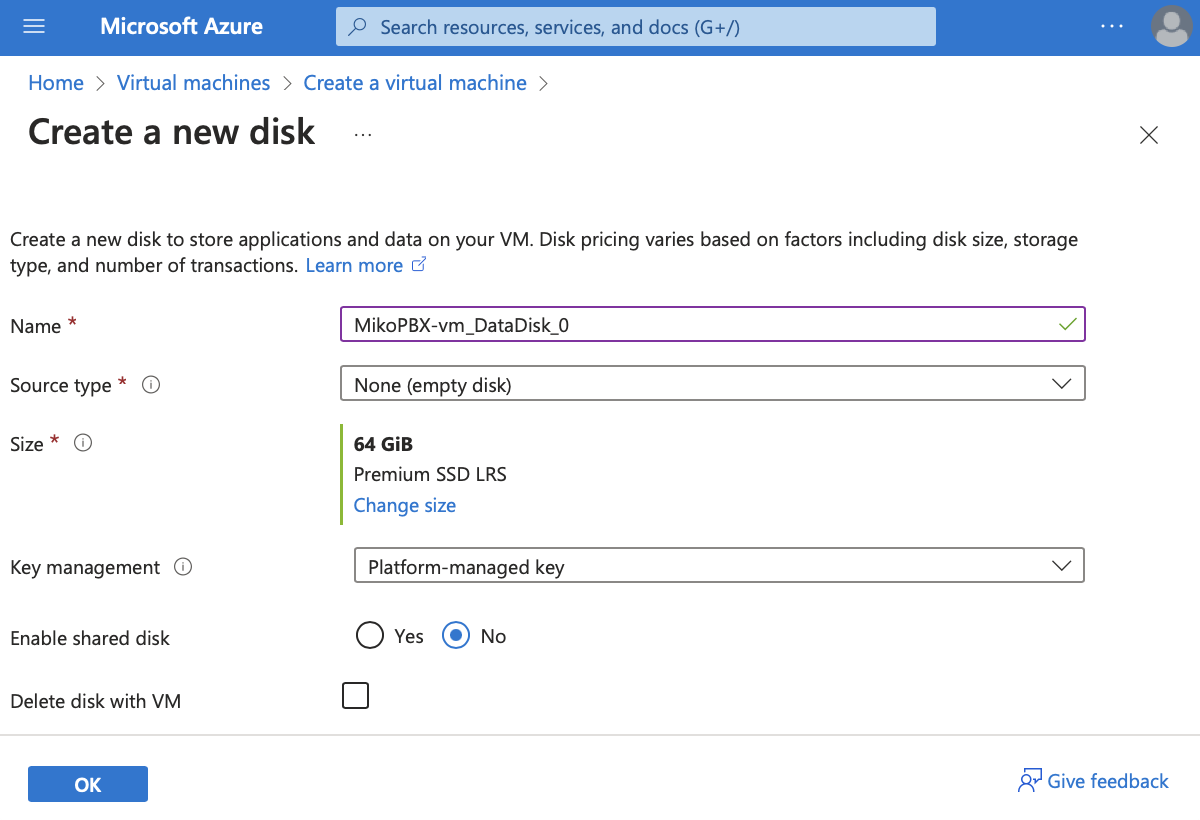 Microsoft Azure
Search resources, services, and docs (G+/)
...
Home > Virtual machines > Create a virtual machine >
Create a new disk ...
Create a new disk to store applications and data on your VM. Disk pricing varies based on factors including disk size, storage
type, and number of transactions. Learn more
Name *
MikoPBX-vm_DataDisk_0
Source type *
None (empty disk)
Size *
64 GiB
Premium SSD LRS
Change size
Key management
Platform-managed key
Enable shared disk
Yes No
Delete disk with VM
OK
Give feedback